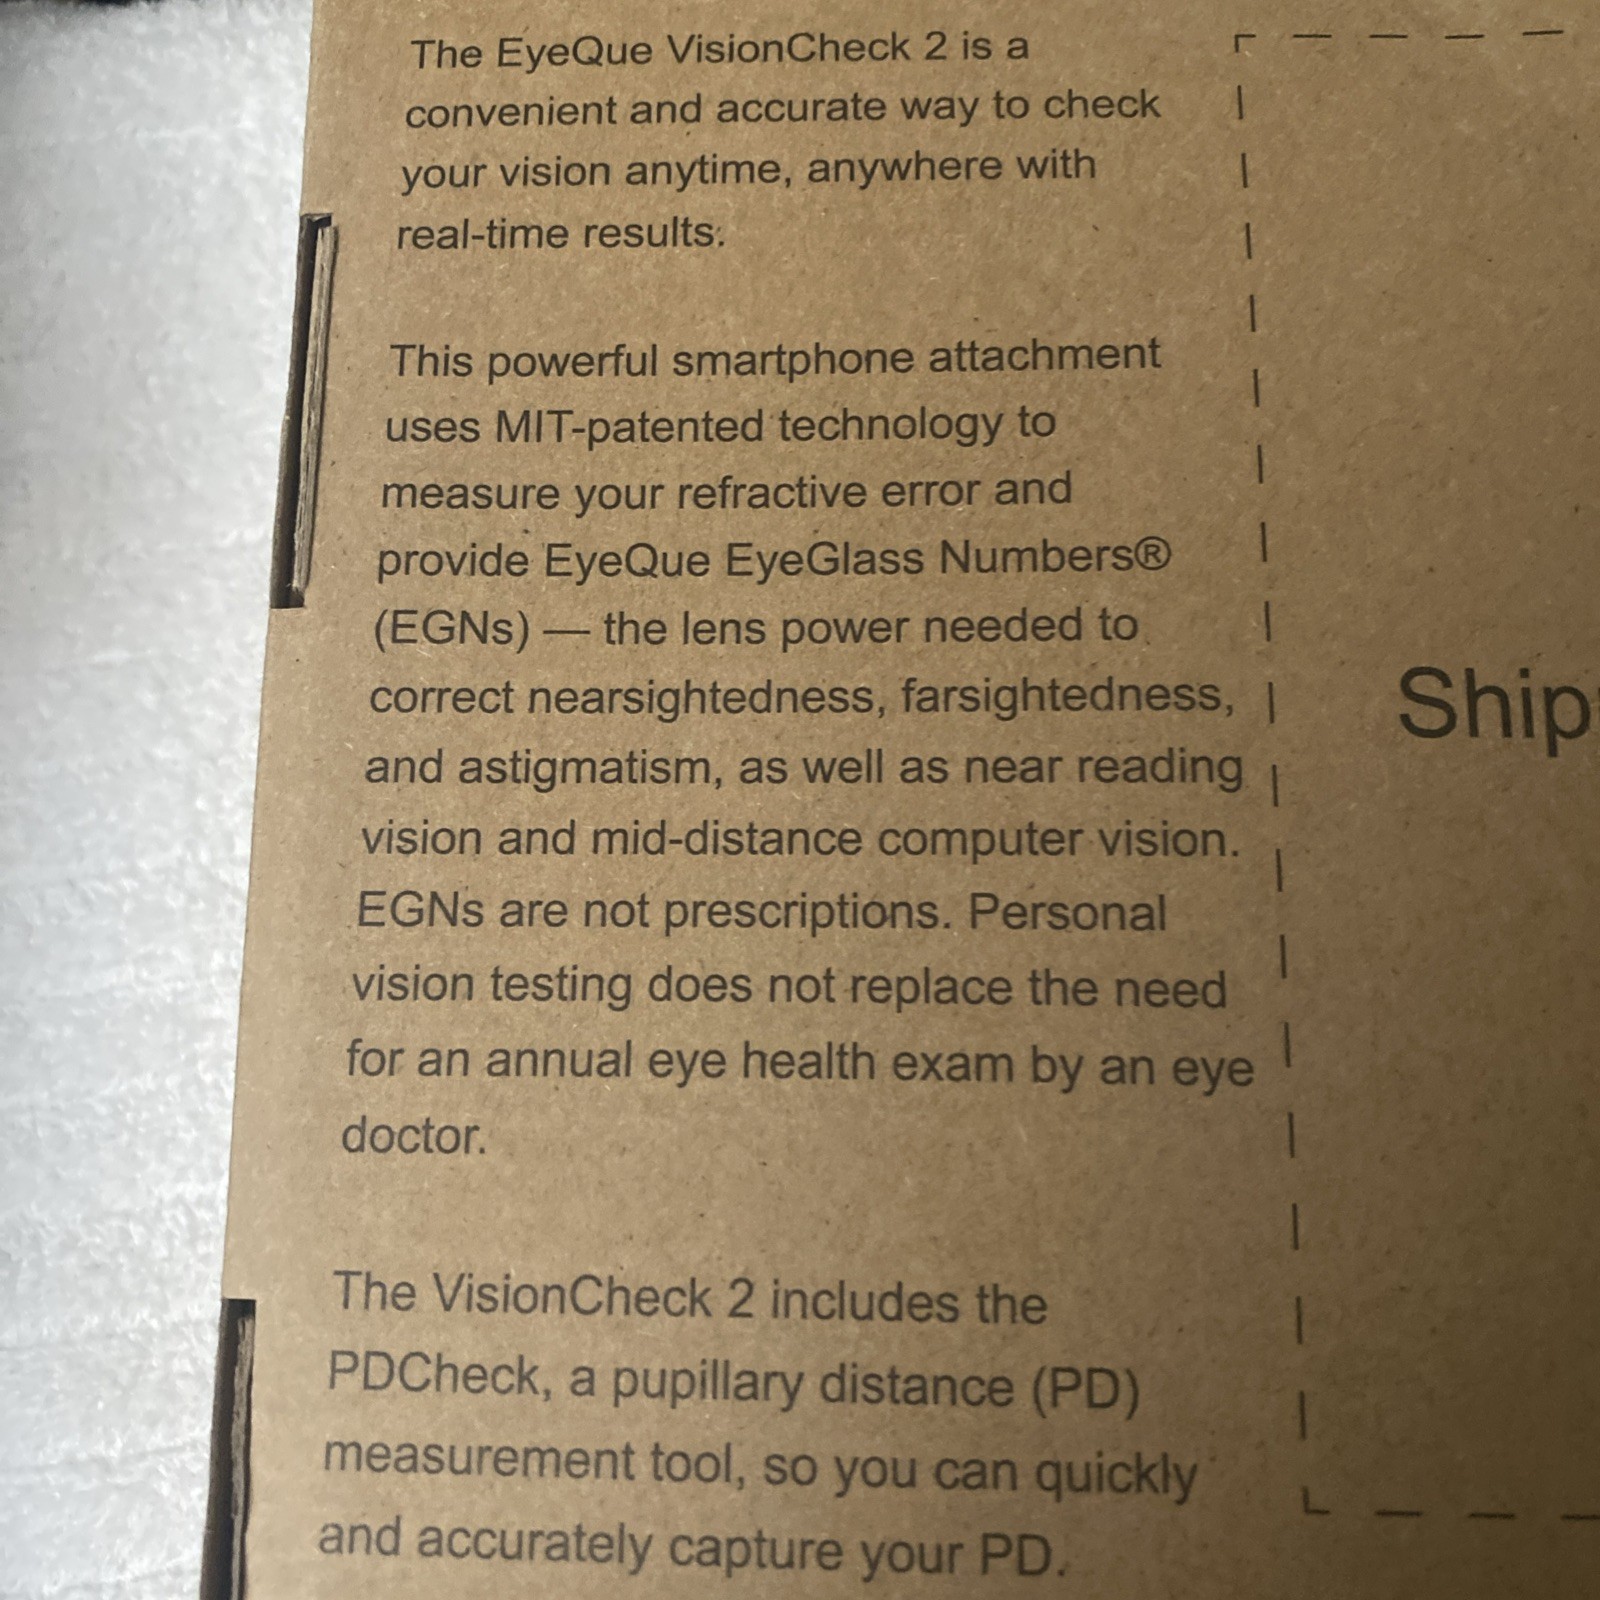 The EyeQue VisionCheck 2 is a
convenient and accurate way to check
your vision anytime, anywhere with
real-time results.
This powerful smartphone attachment
uses MIT-patented technology to
measure your refractive error and
provide EyeQue EyeGlass Numbers®
(EGNs) — the lens power needed to
correct nearsightedness, farsightedness,
and astigmatism, as well as near reading
vision and mid-distance computer vision.
EGNs are not prescriptions. Personal
vision testing does not replace the need
for an annual eye health exam by an eye
doctor.
The VisionCheck 2 includes the
PDCheck, a pupillary distance (PD)
measurement tool, so you can quickly
and accurately capture your PD.